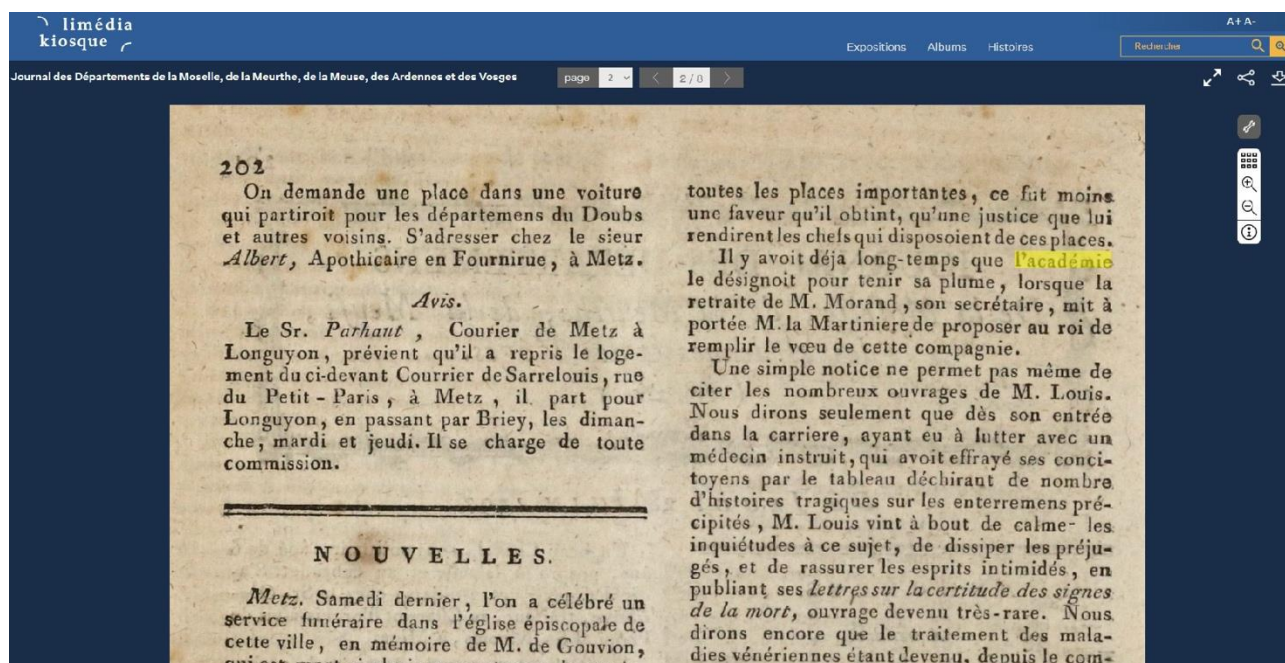 limédia
kiosque
A+ A-
Expositions Albums Histoires
Rechercher
Journal des Départements de la Moselle, de la Meurthe, de la Meuse, des Ardennes et des Vosges
page 2 2 / 8
202
On demande une place dans une voiture
qui partiroit pour les départemens du Doubs
et autres voisins. S'adresser chez le sieur
Albert, Apothicaire en Fournirue, à Metz.
Avis.
Le Sr. Parhaut, Courier de Metz à
Longuyon, prévient qu'il a repris le loge-
ment du ci-devant Courrier de Sarrelouis, rue
du Petit-Paris, à Metz, il part pour
Longuyon, en passant par Briey, les diman-
che, mardi et jeudi. Il se charge de toute
commission.
NOUVELLES.
Metz. Samedi dernier, l'on a célébré un
service funéraire dans l'église épiscopale de
cette ville, en mémoire de M. de Gouvion,
toutes les places importantes, ce fut moins
une faveur qu'il obtint, qu'une justice que lui
rendirent les chefs qui disposoient de ces places.
Il y avoit déja long-temps que l'académie
le désignoit pour tenir sa plume, lorsque la
retraite de M. Morand, son secrétaire, mit à
portée M. la Martiniere de proposer au roi de
remplir le vœu de cette compagnie.
Une simple notice ne permet pas même de
citer les nombreux ouvrages de M. Louis.
Nous dirons seulement que dès son entrée
dans la carriere, ayant eu à lutter avec un
médecin instruit, qui avoit effrayé ses conci-
toyens par le tableau déchirant de nombre
d'histoires tragiques sur les enterremens pré-
cipités, M. Louis vint à bout de calme- les
inquiétudes à ce sujet, de dissiper les préju-
gés, et de rassurer les esprits intimidés, en
publiant ses lettres sur la certitude des signes
de la mort, ouvrage devenu très-rare. Nous
dirons encore que le traitement des mala-
dies vénériennes étant devenu, depuis le com-